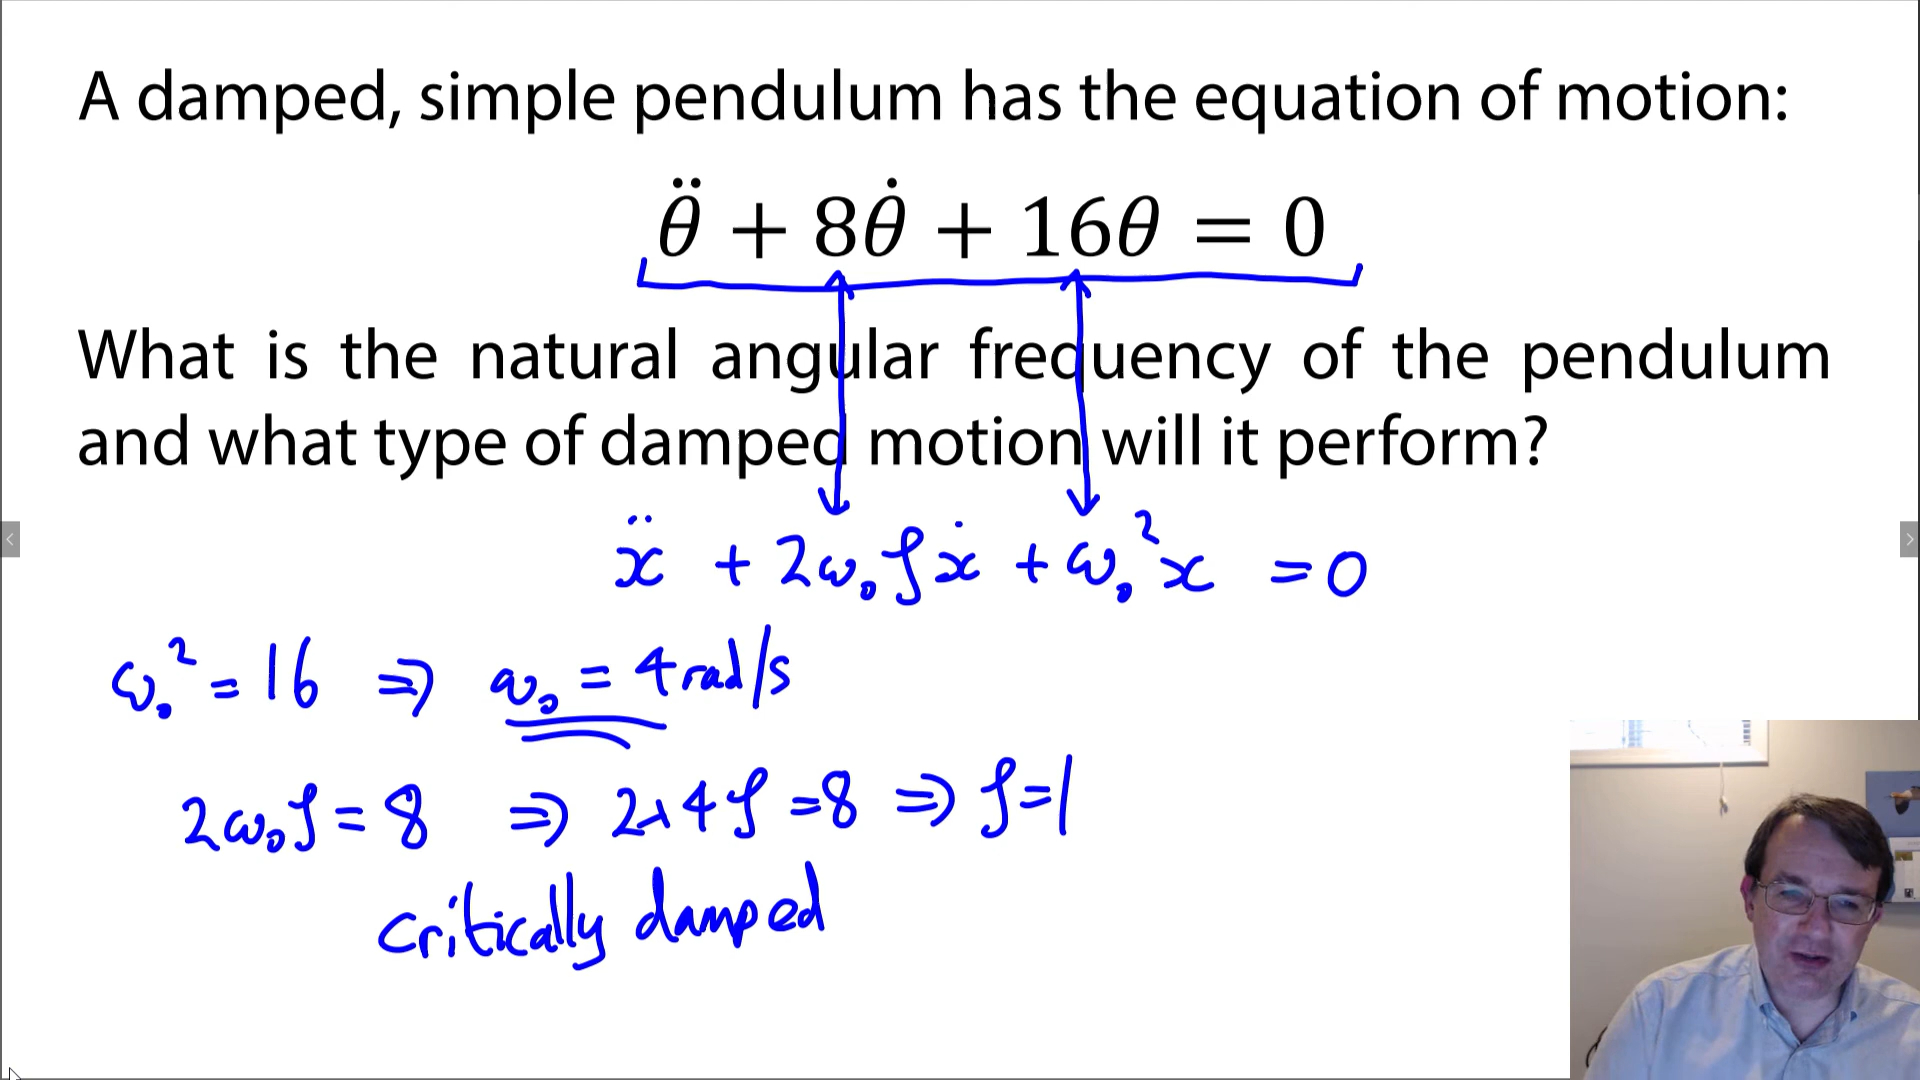 A damped, simple pendulum has the equation of motion:
θ̈ + 8θ̇ + 16θ = 0
What is the natural angular frequency of the pendulum
and what type of damped motion will it perform?
ẍ + 2ω₀ζẋ + ω₀²x = 0
ω₀² = 16 ⇒ ω₀ = 4 rad/s
2ω₀ζ = 8 ⇒ 2×4ζ = 8 ⇒ ζ = 1
critically damped